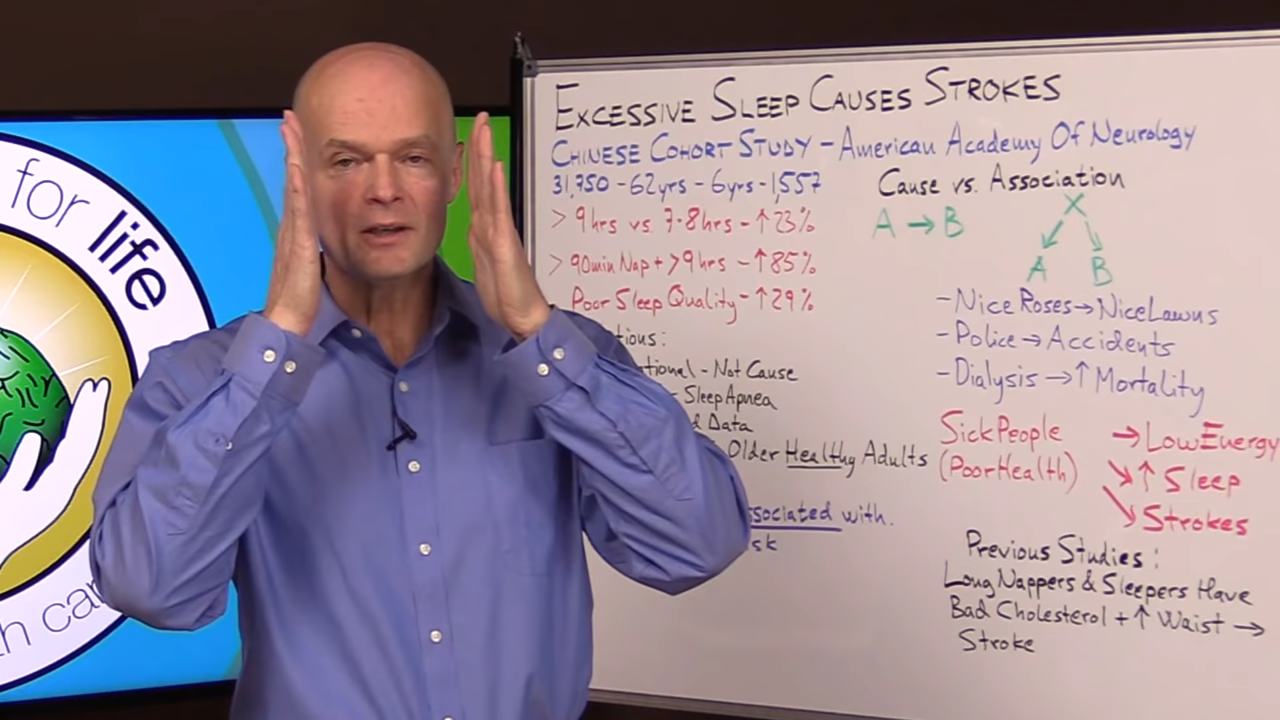 for life
EXCESSIVE SLEEP CAUSES STROKES
CHINESE COHORT STUDY - American Academy Of Neurology
31,750 - 62yrs - 6yrs - 1,557
> 9hrs vs. 7-8hrs - ↑23%
> 90min Nap + >9hrs - ↑85%
Poor Sleep Quality - ↑29%
tional - Not Cause
- Sleep Apnea
d Data
Older Healthy Adults
ssociated with.
sk
Cause vs. Association
A → B
X
A B
- Nice Roses → Nice Lawns
- Police → Accidents
- Dialysis → ↑ Mortality
Sick People → Low Energy
(Poor Health) ↘ ↑ Sleep
↘ Strokes
Previous Studies:
Long Nappers & Sleepers Have
Bad Cholesterol + ↑ Waist →
Stroke